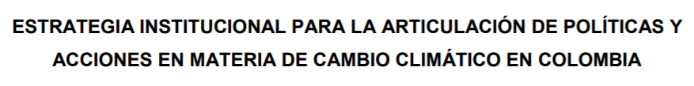 ESTRATEGIA INSTITUCIONAL PARA LA ARTICULACIÓN DE POLÍTICAS Y
ACCIONES EN MATERIA DE CAMBIO CLIMÁTICO EN COLOMBIA